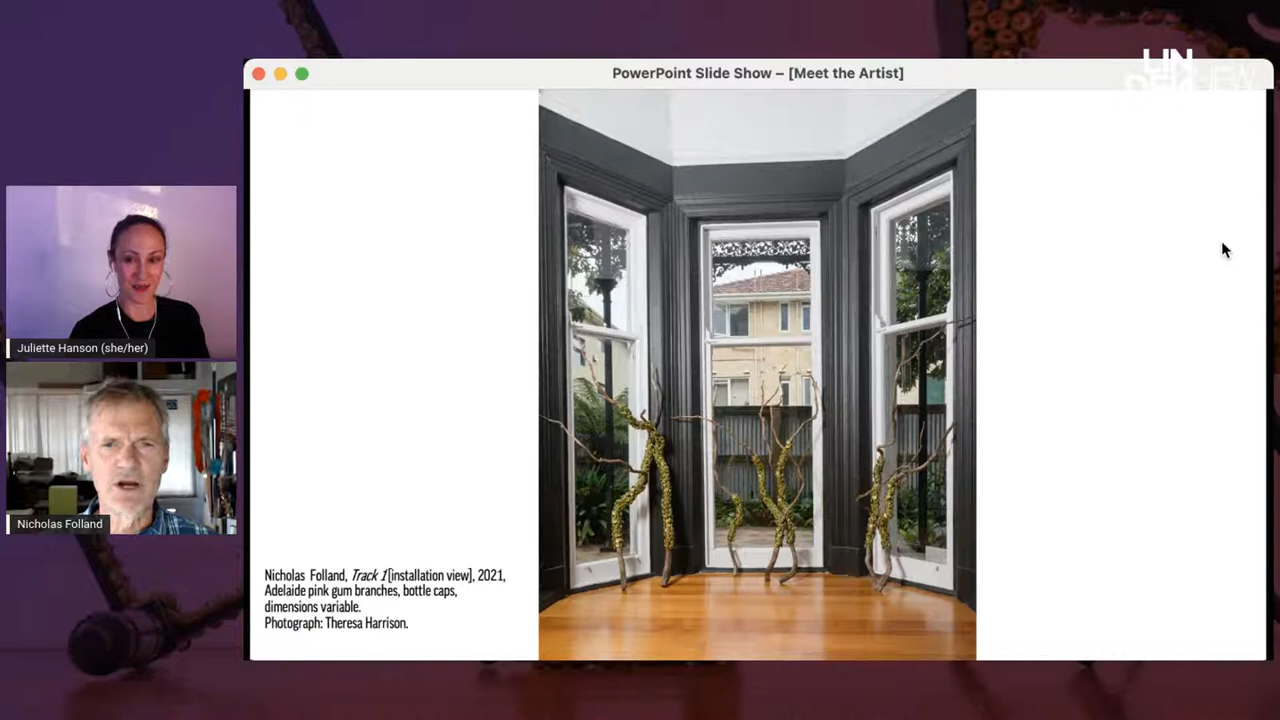 PowerPoint Slide Show – [Meet the Artist]
LIN
Juliette Hanson (she/her)
Nicholas Folland
Nicholas Folland, Track 1[installation view], 2021,
Adelaide pink gum branches, bottle caps,
dimensions variable.
Photograph: Theresa Harrison.